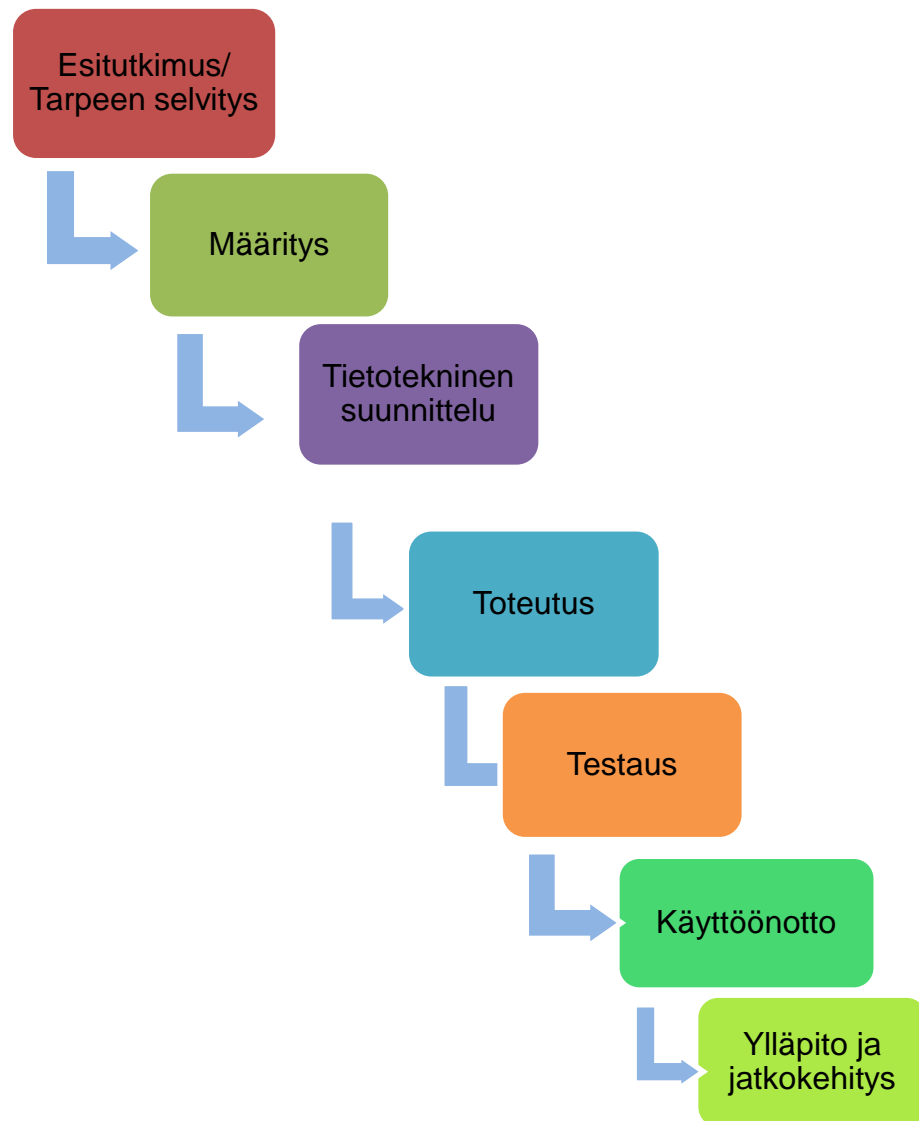 Esitutkimus/
Tarpeen selvitys
Määritys
Tietotekninen
suunnittelu
Toteutus
Testaus
Käyttöönotto
Ylläpito ja
jatkokehitys